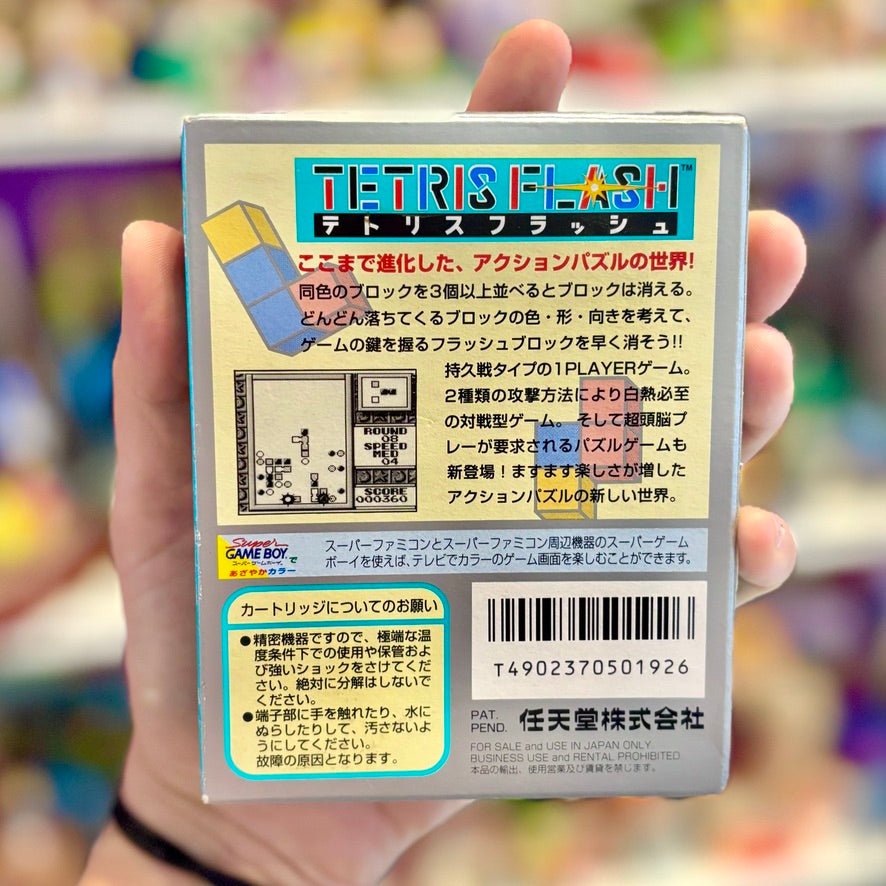 TETRIS FLASH™
テトリスフラッシュ
ここまで進化した、アクションパズルの世界!
同色のブロックを3個以上並べるとブロックは消える。
どんどん落ちてくるブロックの色・形・向きを考えて、
ゲームの鍵を握るフラッシュブロックを早く消そう!!
持久戦タイプの1PLAYERゲーム。
2種類の攻撃方法により白熱必至
の対戦型ゲーム。そして超頭脳プ
レーが要求されるパズルゲームも
新登場!ますます楽しさが増した
アクションパズルの新しい世界。
ROUND
08
SPEED
MED
04
SCORE
000360
Super
GAME BOY で
スーパーゲームボーイ
あざやかカラー
スーパーファミコンとスーパーファミコン周辺機器のスーパーゲーム
ボーイを使えば、テレビでカラーのゲーム画面を楽しむことができます。
カートリッジについてのお願い
●精密機器ですので、極端な温
度条件下での使用や保管およ
び強いショックをさけてくだ
さい。絶対に分解はしないで
ください。
●端子部に手を触れたり、水に
ぬらしたりして、汚さないよ
うにしてください。
故障の原因となります。
T4902370501926
PAT.
PEND.
任天堂株式会社
FOR SALE and USE IN JAPAN ONLY.
BUSINESS USE and RENTAL PROHIBITED.
本品の輸出、使用営業及び賃貸を禁じます。